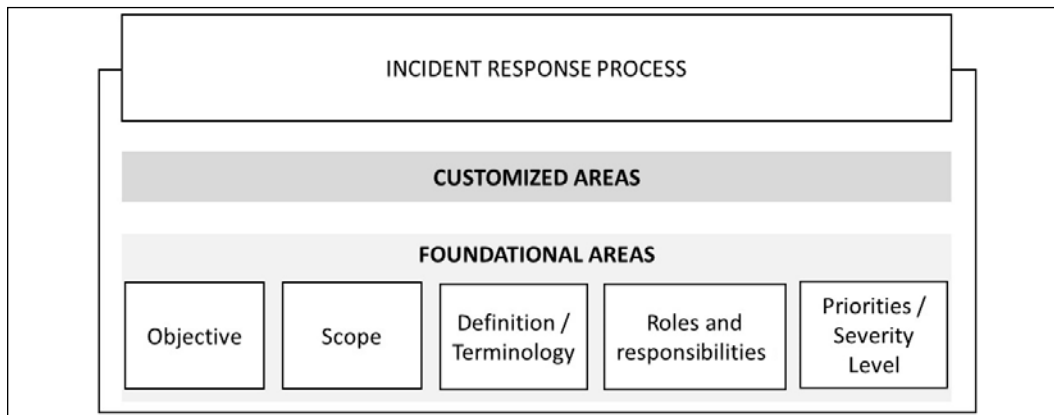 INCIDENT RESPONSE PROCESS
CUSTOMIZED AREAS
FOUNDATIONAL AREAS
Objective
Scope
Definition /
Terminology
Roles and
responsibilities
Priorities /
Severity
Level